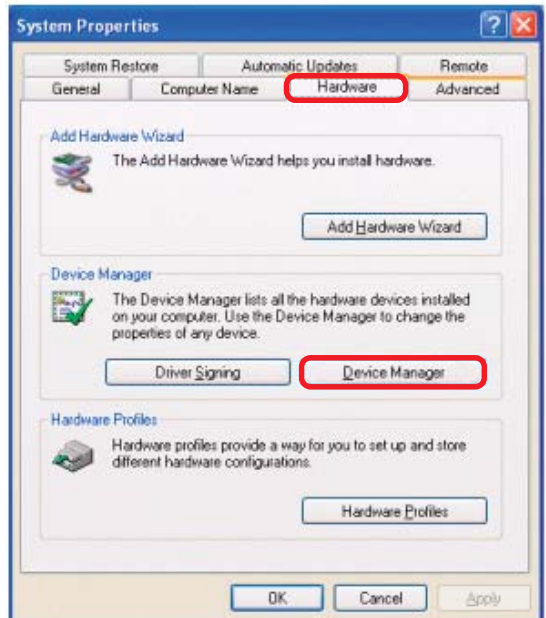 System Properties
System Restore Automatic Updates Remote
General Computer Name Hardware Advanced
Add Hardware Wizard
The Add Hardware Wizard helps you install hardware.
Add Hardware Wizard
Device Manager
The Device Manager lists all the hardware devices installed
on your computer. Use the Device Manager to change the
properties of any device.
Driver Signing Device Manager
Hardware Profiles
Hardware profiles provide a way for you to set up and store
different hardware configurations.
Hardware Profiles
OK Cancel Apply